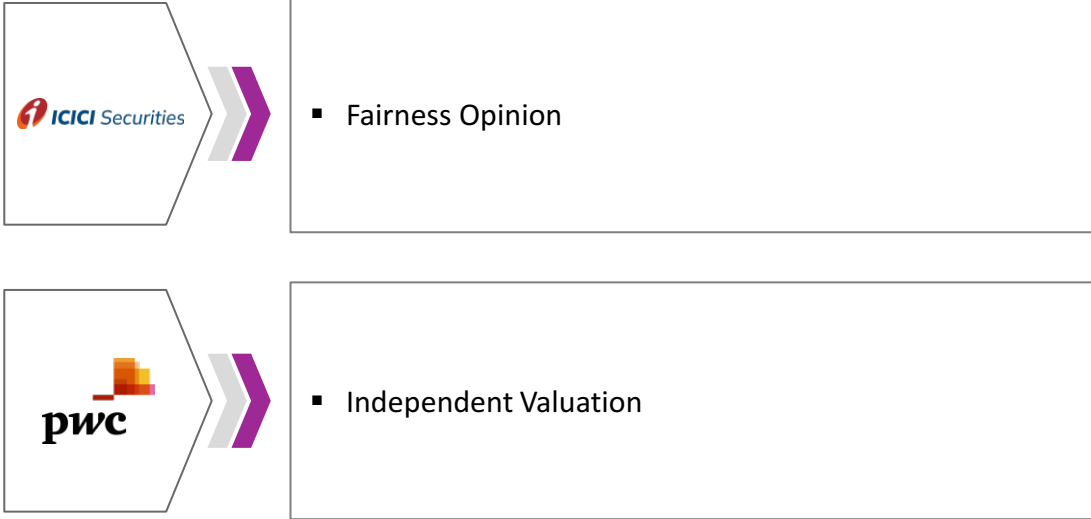 ICICI Securities
▪ Fairness Opinion
pwc
▪ Independent Valuation